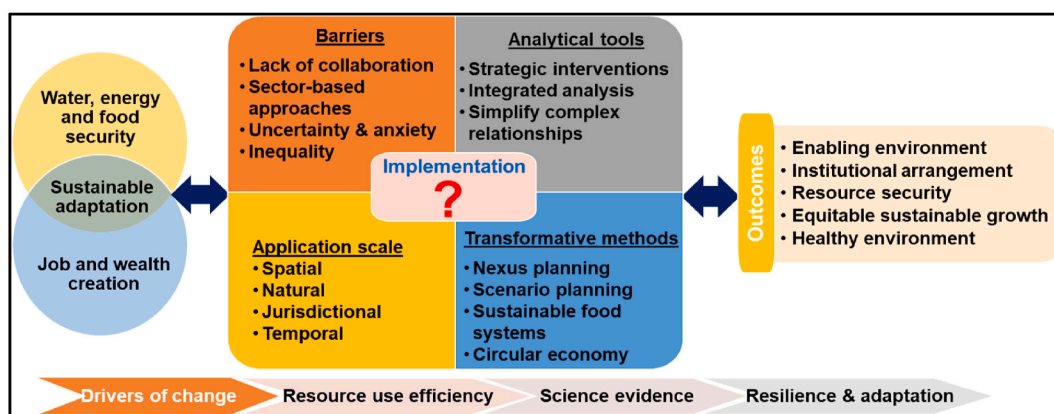 Water, energy
and food
security
Sustainable
adaptation
Job and wealth
creation
Barriers
• Lack of collaboration
• Sector-based
approaches
• Uncertainty & anxiety
• Inequality
Analytical tools
• Strategic interventions
• Integrated analysis
• Simplify complex
relationships
Implementation
?
Application scale
• Spatial
• Natural
• Jurisdictional
• Temporal
Transformative methods
• Nexus planning
• Scenario planning
• Sustainable food
systems
• Circular economy
Outcomes
• Enabling environment
• Institutional arrangement
• Resource security
• Equitable sustainable growth
• Healthy environment
Drivers of change
Resource use efficiency
Science evidence
Resilience & adaptation